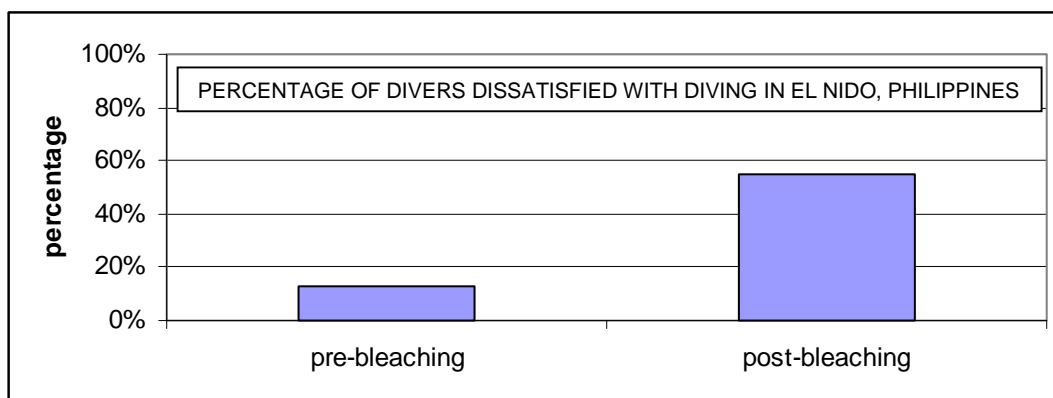 PERCENTAGE OF DIVERS DISSATISFIED WITH DIVING IN EL NIDO, PHILIPPINES
percentage
100%
80%
60%
40%
20%
0%
pre-bleaching
post-bleaching